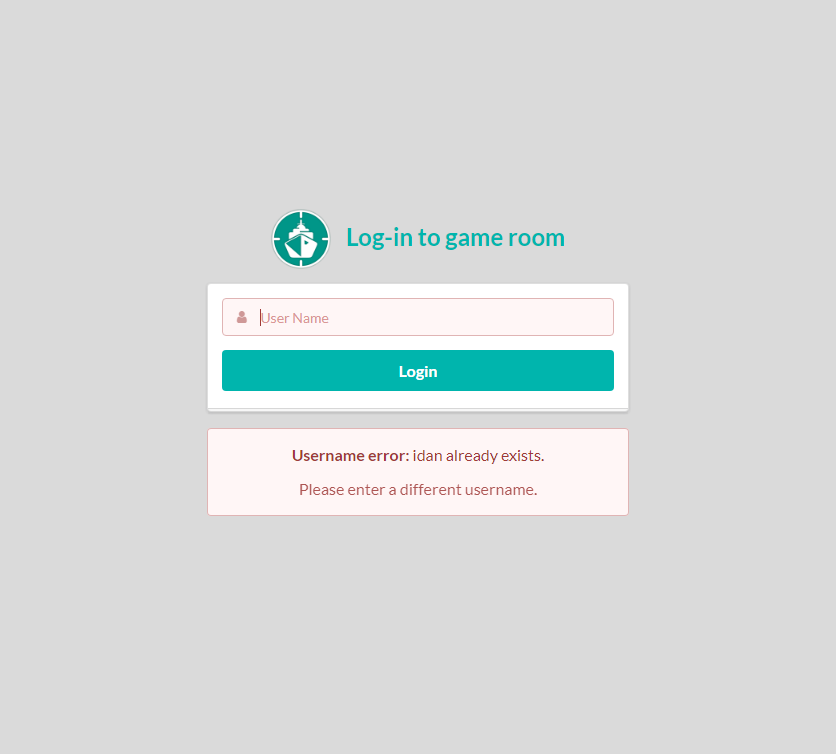 Log-in to game room
User Name
Login
Username error: idan already exists.
Please enter a different username.